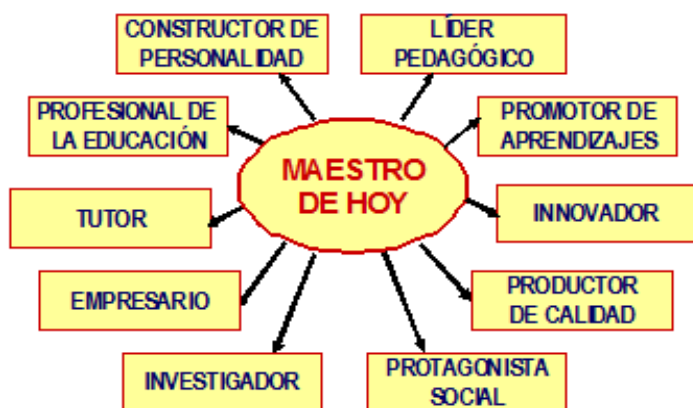 CONSTRUCTOR DE
PERSONALIDAD
LÍDER
PEDAGÓGICO
PROFESIONAL DE
LA EDUCACIÓN
PROMOTOR DE
APRENDIZAJES
MAESTRO
DE HOY
TUTOR
INNOVADOR
EMPRESARIO
PRODUCTOR
DE CALIDAD
INVESTIGADOR
PROTAGONISTA
SOCIAL